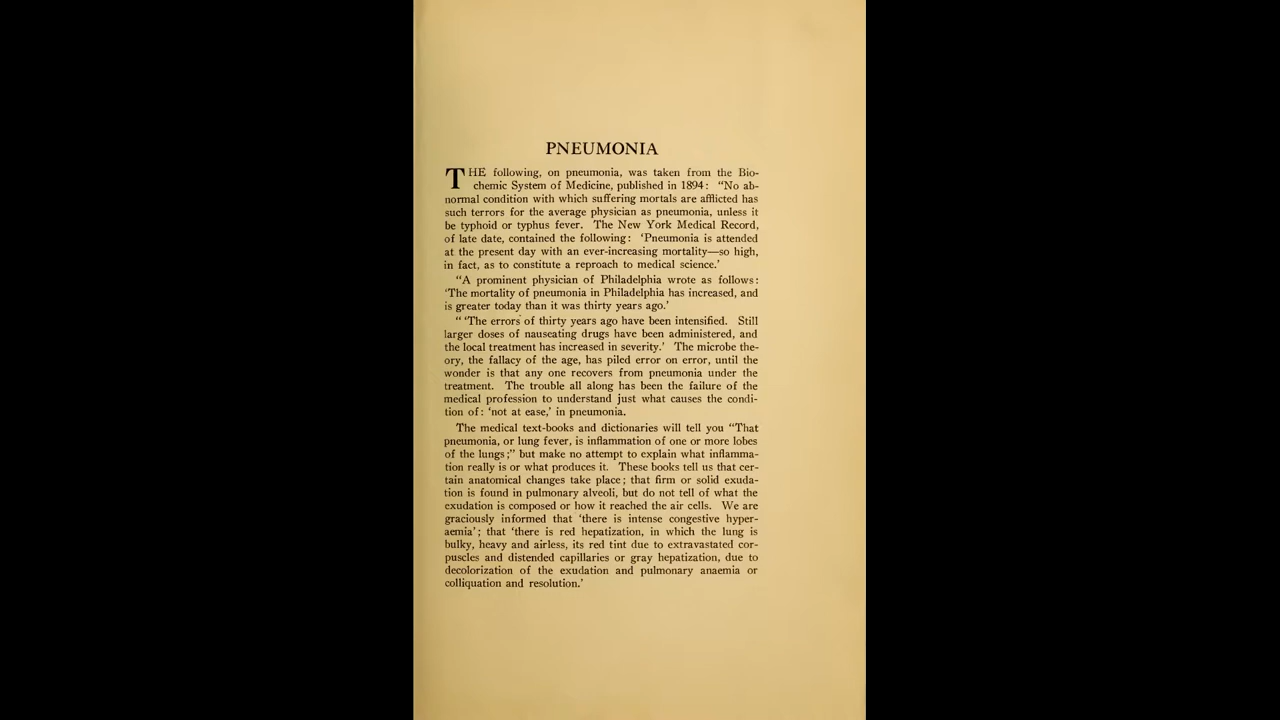 PNEUMONIA
THE following, on pneumonia, was taken from the Bio-
chemic System of Medicine, published in 1894: "No ab-
normal condition with which suffering mortals are afflicted has
such terrors for the average physician as pneumonia, unless it
be typhoid or typhus fever. The New York Medical Record,
of late date, contained the following: 'Pneumonia is attended
at the present day with an ever-increasing mortality—so high,
in fact, as to constitute a reproach to medical science.'
"A prominent physician of Philadelphia wrote as follows:
'The mortality of pneumonia in Philadelphia has increased, and
is greater today than it was thirty years ago.'
" 'The errors of thirty years ago have been intensified. Still
larger doses of nauseating drugs have been administered, and
the local treatment has increased in severity.' The microbe the-
ory, the fallacy of the age, has piled error on error, until the
wonder is that any one recovers from pneumonia under the
treatment. The trouble all along has been the failure of the
medical profession to understand just what causes the condi-
tion of: 'not at ease,' in pneumonia.
The medical text-books and dictionaries will tell you "That
pneumonia, or lung fever, is inflammation of one or more lobes
of the lungs;" but make no attempt to explain what inflamma-
tion really is or what produces it. These books tell us that cer-
tain anatomical changes take place; that firm or solid exuda-
tion is found in pulmonary alveoli, but do not tell of what the
exudation is composed or how it reached the air cells. We are
graciously informed that 'there is intense congestive hyper-
aemia'; that 'there is red hepatization, in which the lung is
bulky, heavy and airless, its red tint due to extravastated cor-
puscles and distended capillaries or gray hepatization, due to
decolorization of the exudation and pulmonary anaemia or
colliquation and resolution.'